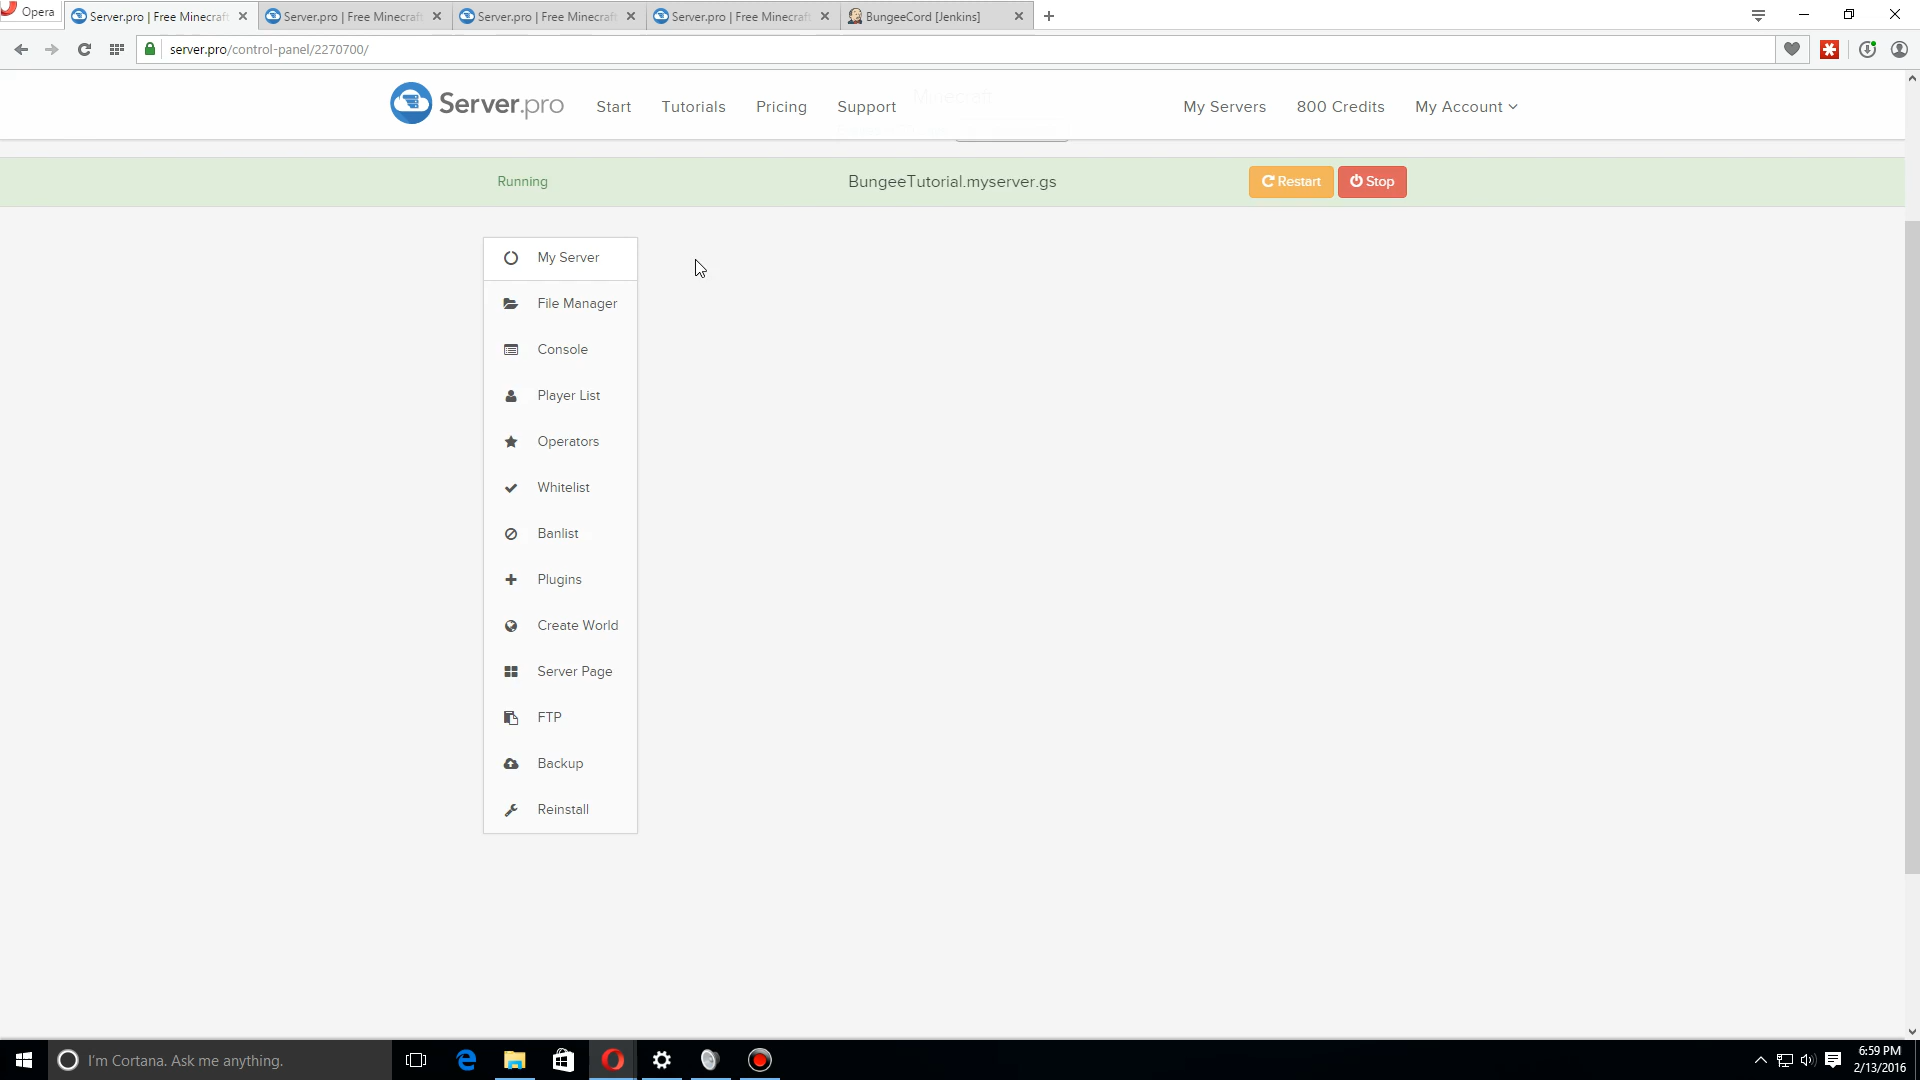 Opera
Server.pro | Free Minecraft
Server.pro | Free Minecraft
Server.pro | Free Minecraft
Server.pro | Free Minecraft
BungeeCord [Jenkins]
server.pro/control-panel/2270700/
Server.pro
Start
Tutorials
Pricing
Support
Minecraft
My Servers
800 Credits
My Account
Running
BungeeTutorial.myserver.gs
Restart
Stop
My Server
File Manager
Console
Player List
Operators
Whitelist
Banlist
Plugins
Create World
Server Page
FTP
Backup
Reinstall
I'm Cortana. Ask me anything.
6:59 PM
2/13/2016